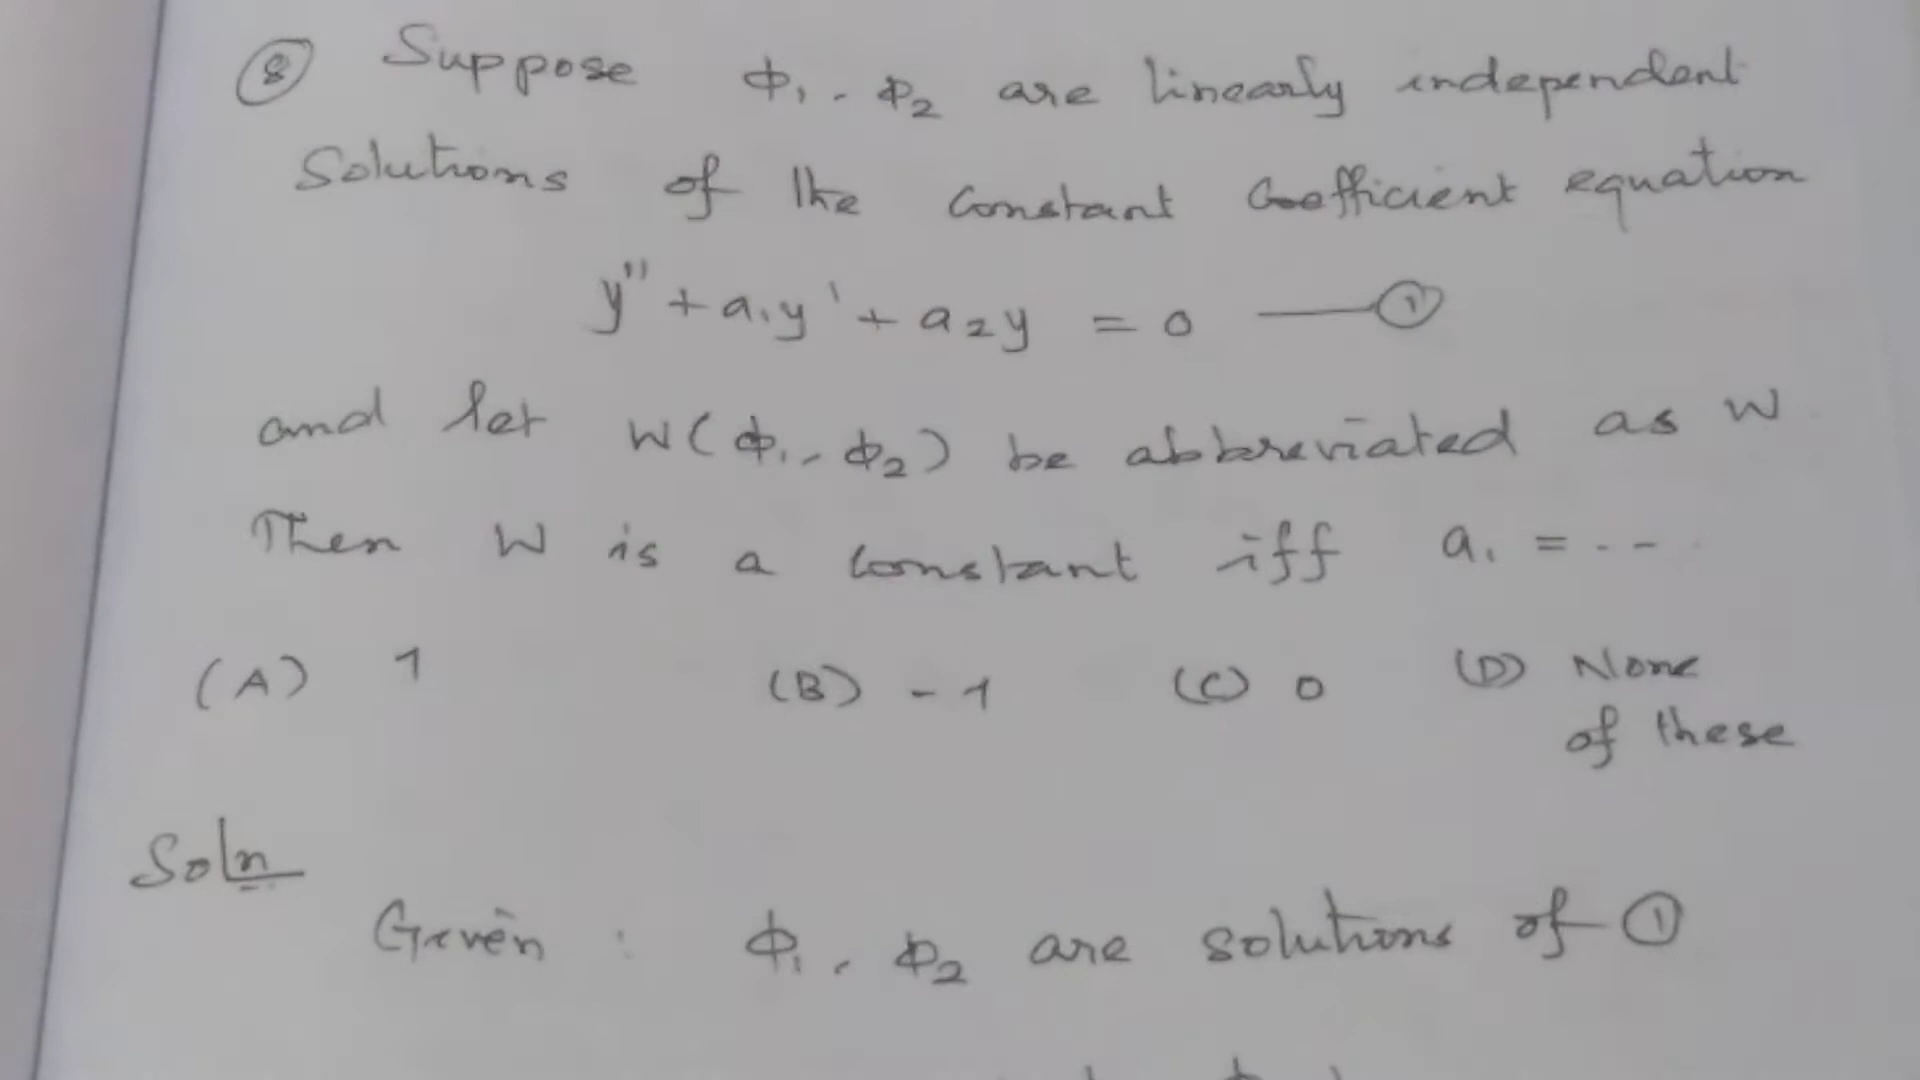 ⑧ Suppose φ₁, φ₂ are linearly independent
Solutions of the Constant Coefficient equation
y'' + a₁y' + a₂y = 0 —— ①
and let W(φ₁, φ₂) be abbreviated as W
Then W is a Constant iff a₁ = ---
(A) 1 (B) -1 (C) 0 (D) None
of these
Soln
Given : φ₁, φ₂ are solutions of ①